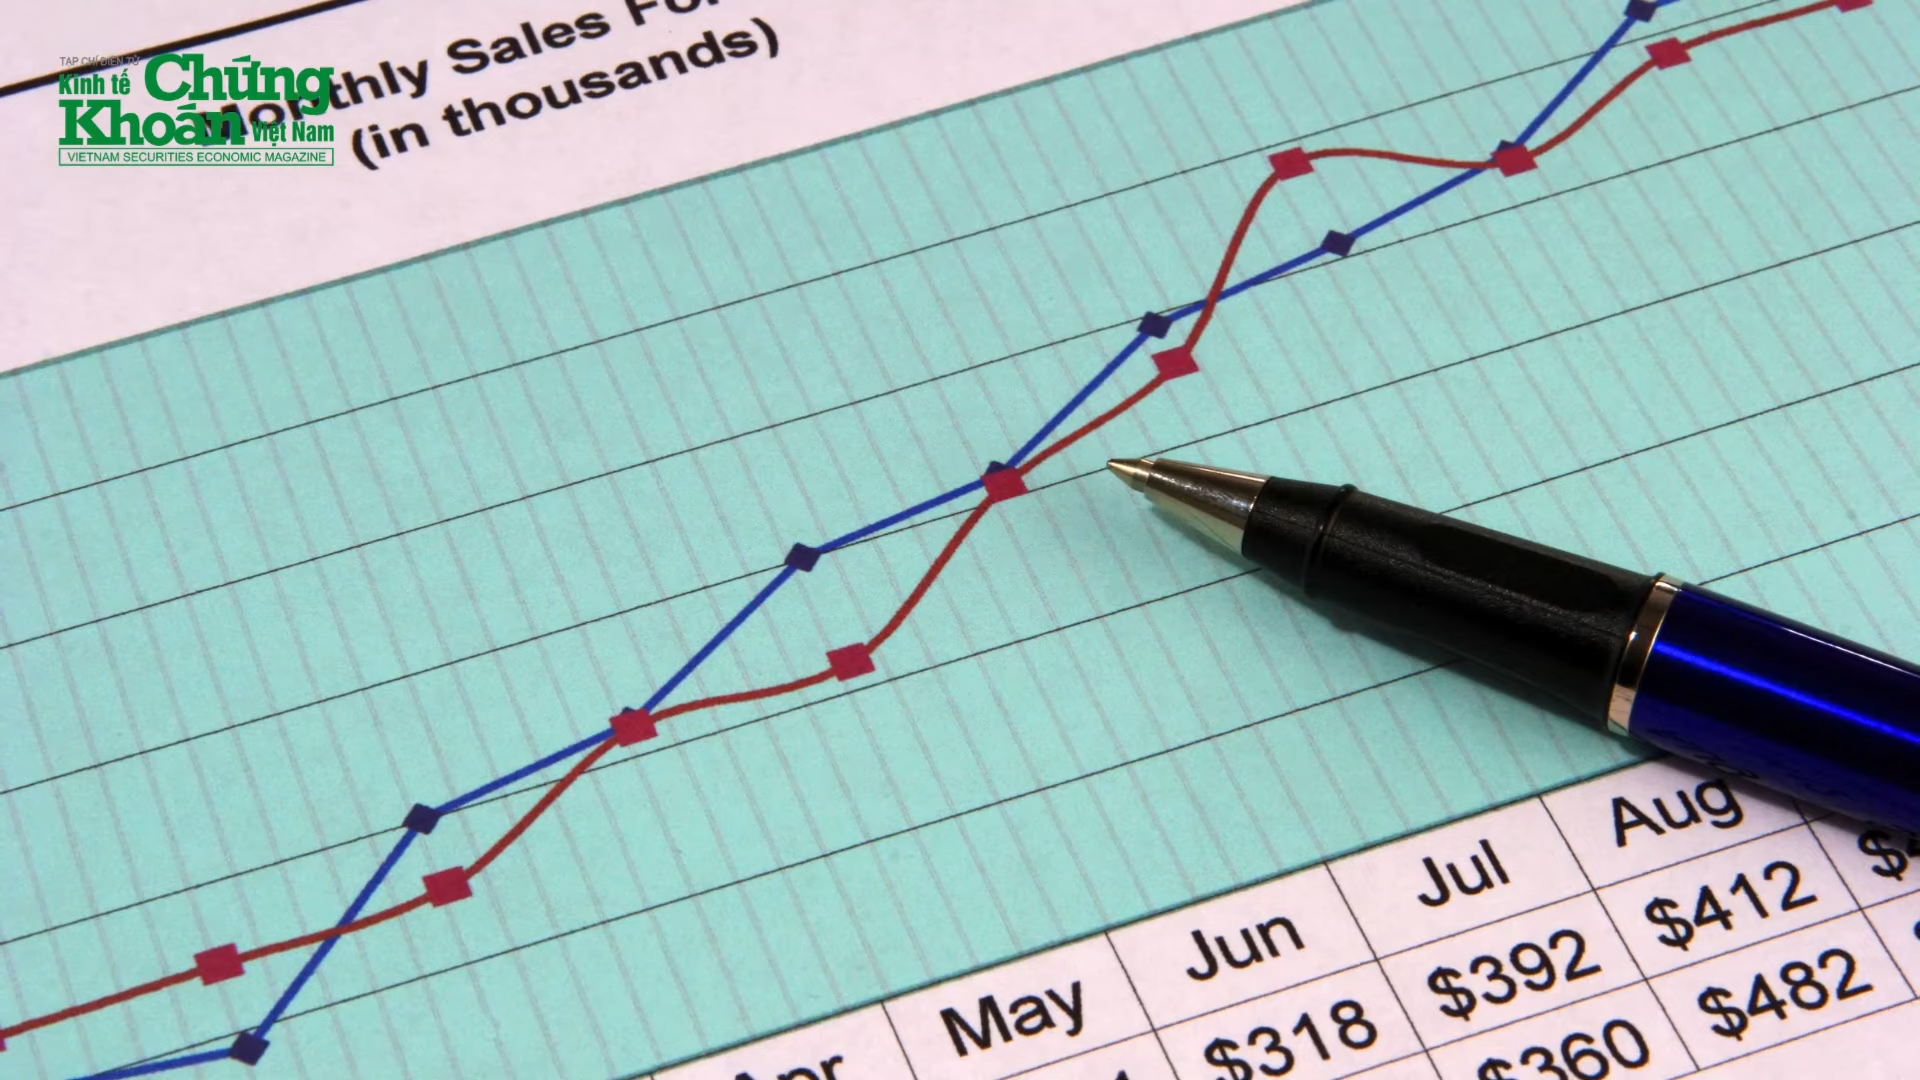 TẠP CHÍ ĐIỆN TỬ
Kinh tế Chứng
Khoán Việt Nam
VIETNAM SECURITIES ECONOMIC MAGAZINE
Monthly Sales
(in thousands)
May Jun Jul Aug
$318 $392 $412
$360 $482